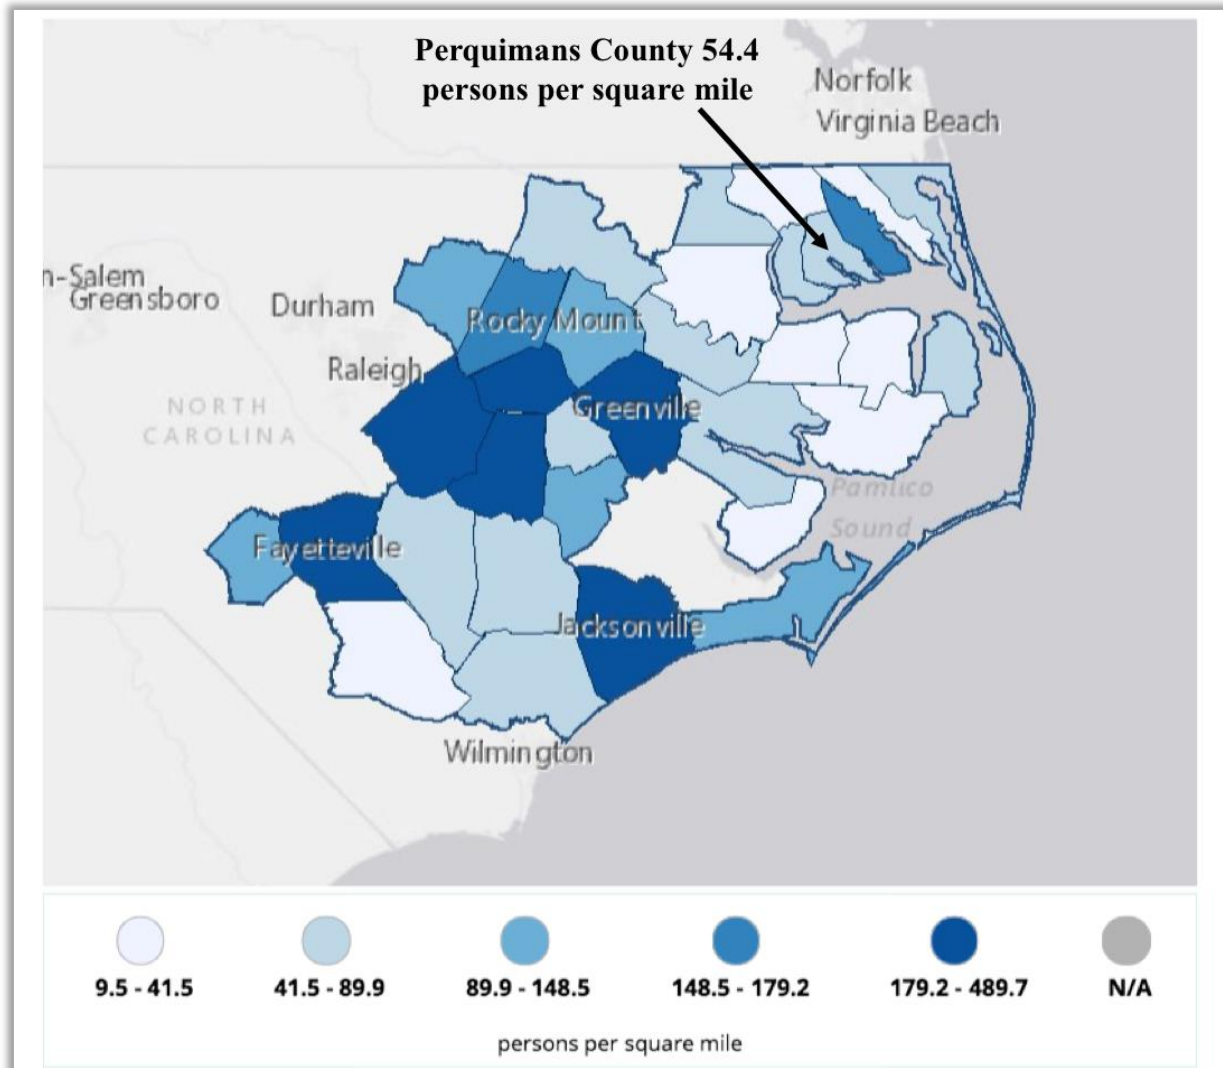 Perquimans County 54.4
persons per square mile
Norfolk
Virginia Beach
n-Salem
Greensboro
Durham
Rocky Mount
Raleigh
NORTH
CAROLINA
Greenville
Pamlico
Sound
Fayetteville
Jacksonville
Wilmington
9.5 - 41.5
41.5 - 89.9
89.9 - 148.5
148.5 - 179.2
179.2 - 489.7
N/A
persons per square mile